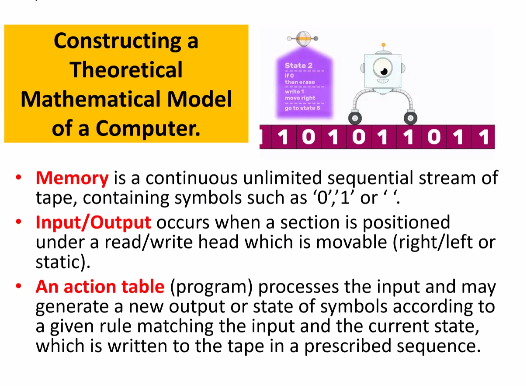 Constructing a
Theoretical
Mathematical Model
of a Computer.
State 2
if 0
then erase
write 1
move right
go to state 5
1 1 0 1 0 1 1 0 1 1
• Memory is a continuous unlimited sequential stream of
tape, containing symbols such as ‘0’,’1’ or ‘ ‘.
• Input/Output occurs when a section is positioned
under a read/write head which is movable (right/left or
static).
• An action table (program) processes the input and may
generate a new output or state of symbols according to
a given rule matching the input and the current state,
which is written to the tape in a prescribed sequence.